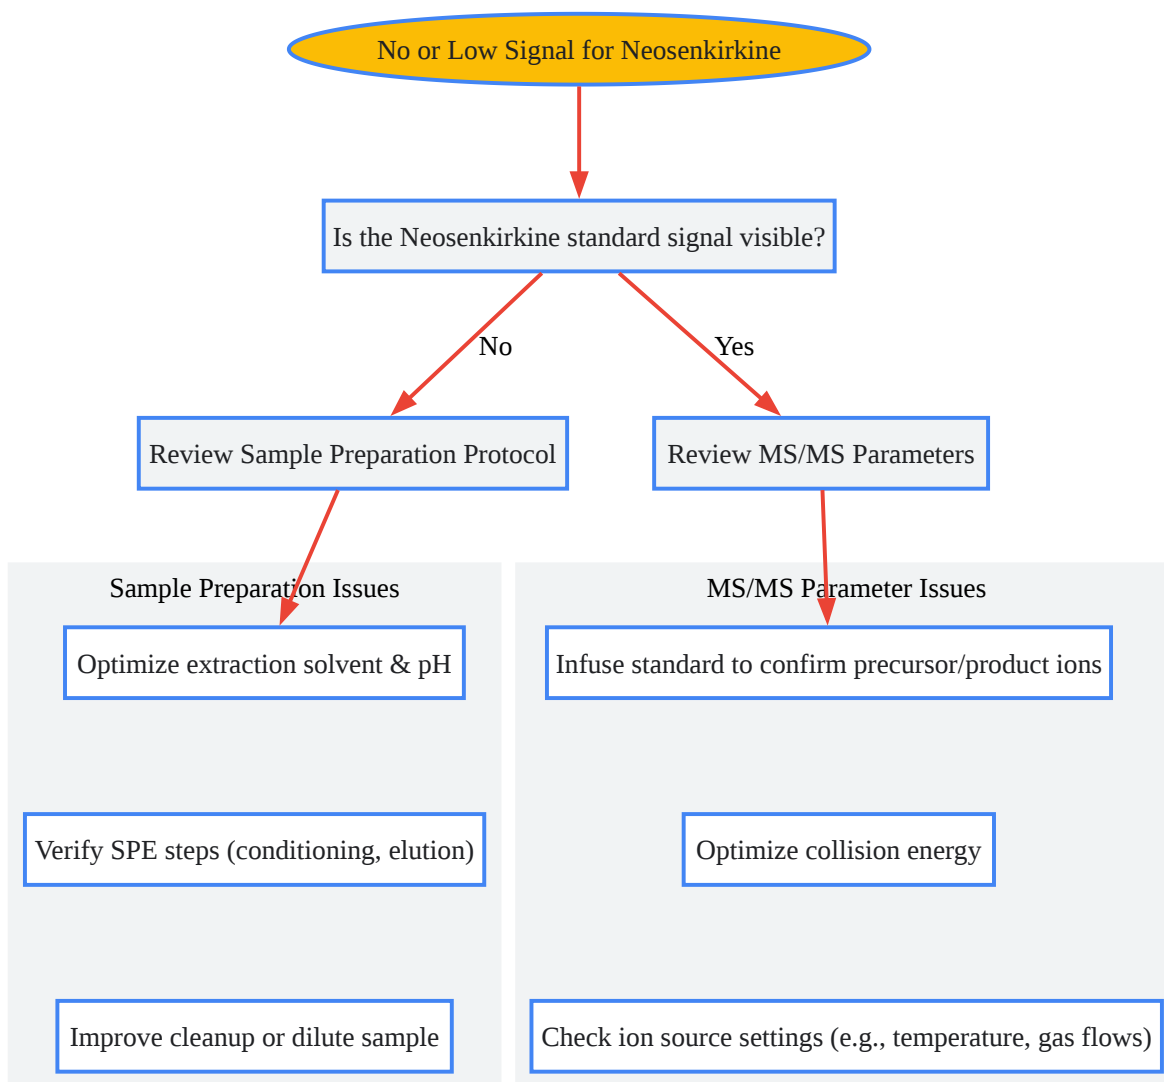 No or Low Signal for Neosenkirkine
Is the Neosenkirkine standard signal visible?
No
Yes
Review Sample Preparation Protocol
Review MS/MS Parameters
Sample Preparation Issues
Optimize extraction solvent & pH
Verify SPE steps (conditioning, elution)
Improve cleanup or dilute sample
MS/MS Parameter Issues
Infuse standard to confirm precursor/product ions
Optimize collision energy
Check ion source settings (e.g., temperature, gas flows)